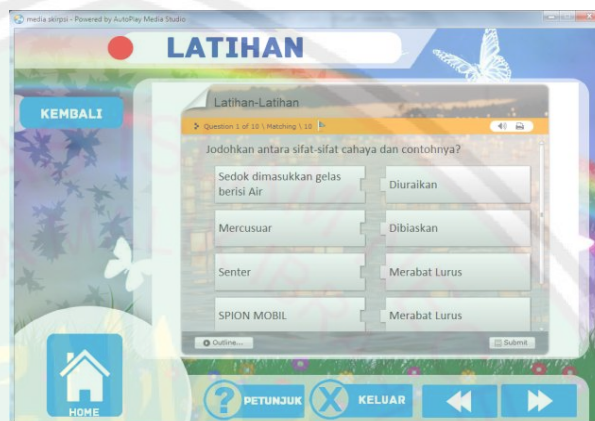 media skirpsi - Powered by AutoPlay Media Studio
LATIHAN
KEMBALI
Latihan-Latihan
Question 1 of 10 \ Matching \ 10
Jodohkan antara sifat-sifat cahaya dan contohnya?
Sedok dimasukkan gelas
berisi Air
Diuraikan
Mercusuar
Dibiaskan
Senter
Merabat Lurus
SPION MOBIL
Merabat Lurus
Outline...
Submit
HOME
PETUNJUK
KELUAR